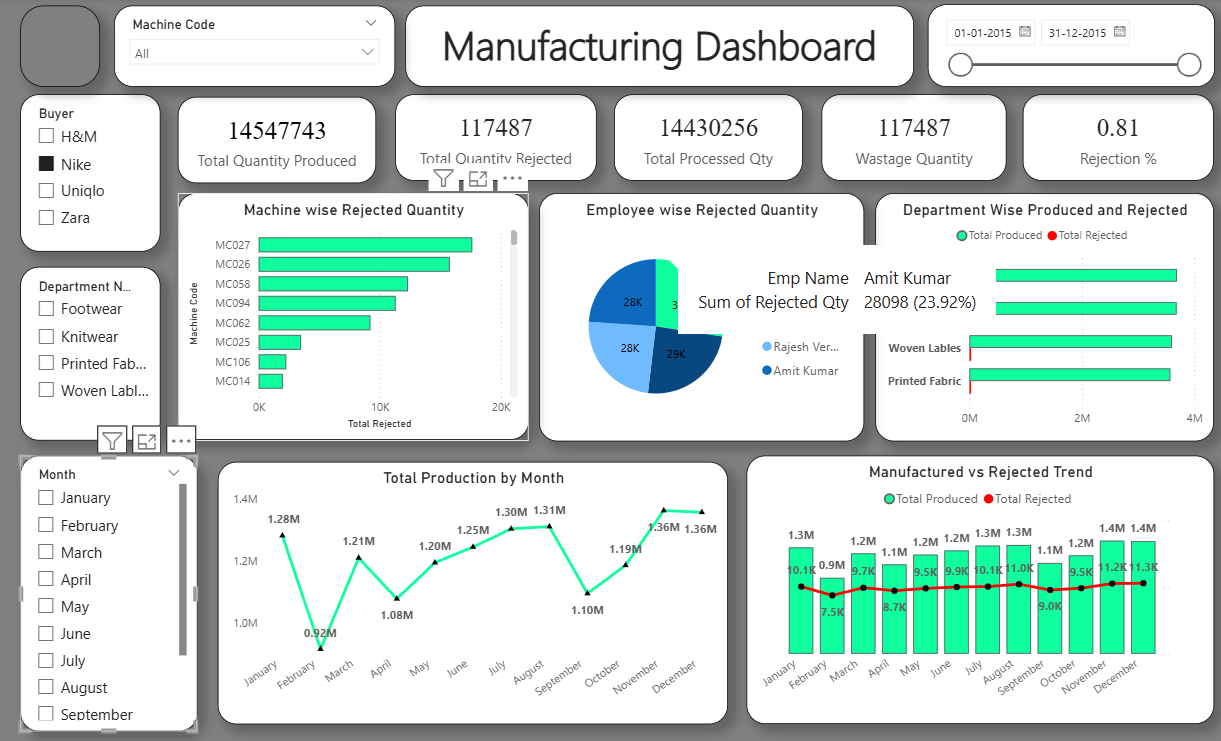 Machine Code
All
Manufacturing Dashboard
01-01-2015
31-12-2015
Buyer
H&M
Nike
Uniqlo
Zara
14547743
Total Quantity Produced
117487
Total Quantity Rejected
14430256
Total Processed Qty
117487
Wastage Quantity
0.81
Rejection %
Department N...
Footwear
Knitwear
Printed Fab...
Woven Labl...
Machine wise Rejected Quantity
Machine Code
MC027
MC026
MC058
MC094
MC062
MC025
MC106
MC014
0K
10K
20K
Total Rejected
Employee wise Rejected Quantity
28K
3
28K
29K
Emp Name Amit Kumar
Sum of Rejected Qty 28098 (23.92%)
Rajesh Ver...
Amit Kumar
Department Wise Produced and Rejected
Total Produced Total Rejected
Woven Lables
Printed Fabric
0M
2M
4M
Month
January
February
March
April
May
June
July
August
September
Total Production by Month
1.4M
1.2M
1.0M
1.28M
0.92M
1.21M
1.08M
1.20M
1.25M
1.30M
1.31M
1.10M
1.19M
1.36M
1.36M
January
February
March
April
May
June
July
August
September
October
November
December
Manufactured vs Rejected Trend
Total Produced Total Rejected
1.3M
0.9M
1.2M
1.1M
1.2M
1.2M
1.3M
1.3M
1.1M
1.2M
1.4M
1.4M
10.1K
7.5K
9.7K
8.7K
9.5K
9.9K
10.1K
11.0K
9.0K
9.5K
11.2K
11.3K
January
February
March
April
May
June
July
August
September
October
November
December